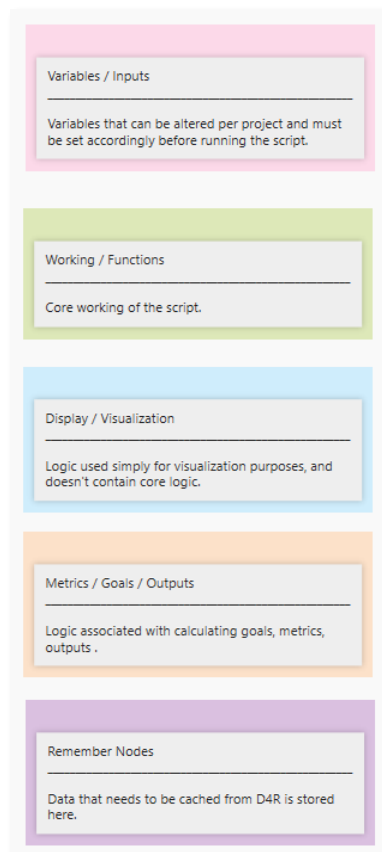 Variables / Inputs
Variables that can be altered per project and must
be set accordingly before running the script.
Working / Functions
Core working of the script.
Display / Visualization
Logic used simply for visualization purposes, and
doesn't contain core logic.
Metrics / Goals / Outputs
Logic associated with calculating goals, metrics,
outputs .
Remember Nodes
Data that needs to be cached from D4R is stored
here.